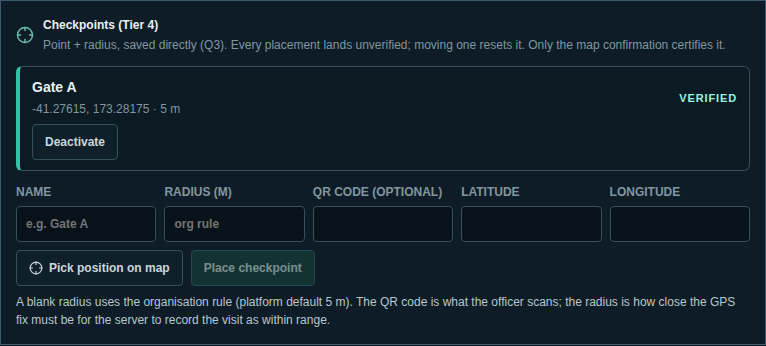 Checkpoints (Tier 4)
Point + radius, saved directly (Q3). Every placement lands unverified; moving one resets it. Only the map confirmation certifies it.
Gate A
-41.27615, 173.28175 · 5 m
VERIFIED
Deactivate
NAME
RADIUS (M)
QR CODE (OPTIONAL)
LATITUDE
LONGITUDE
e.g. Gate A
org rule
Pick position on map
Place checkpoint
A blank radius uses the organisation rule (platform default 5 m). The QR code is what the officer scans; the radius is how close the GPS
fix must be for the server to record the visit as within range.